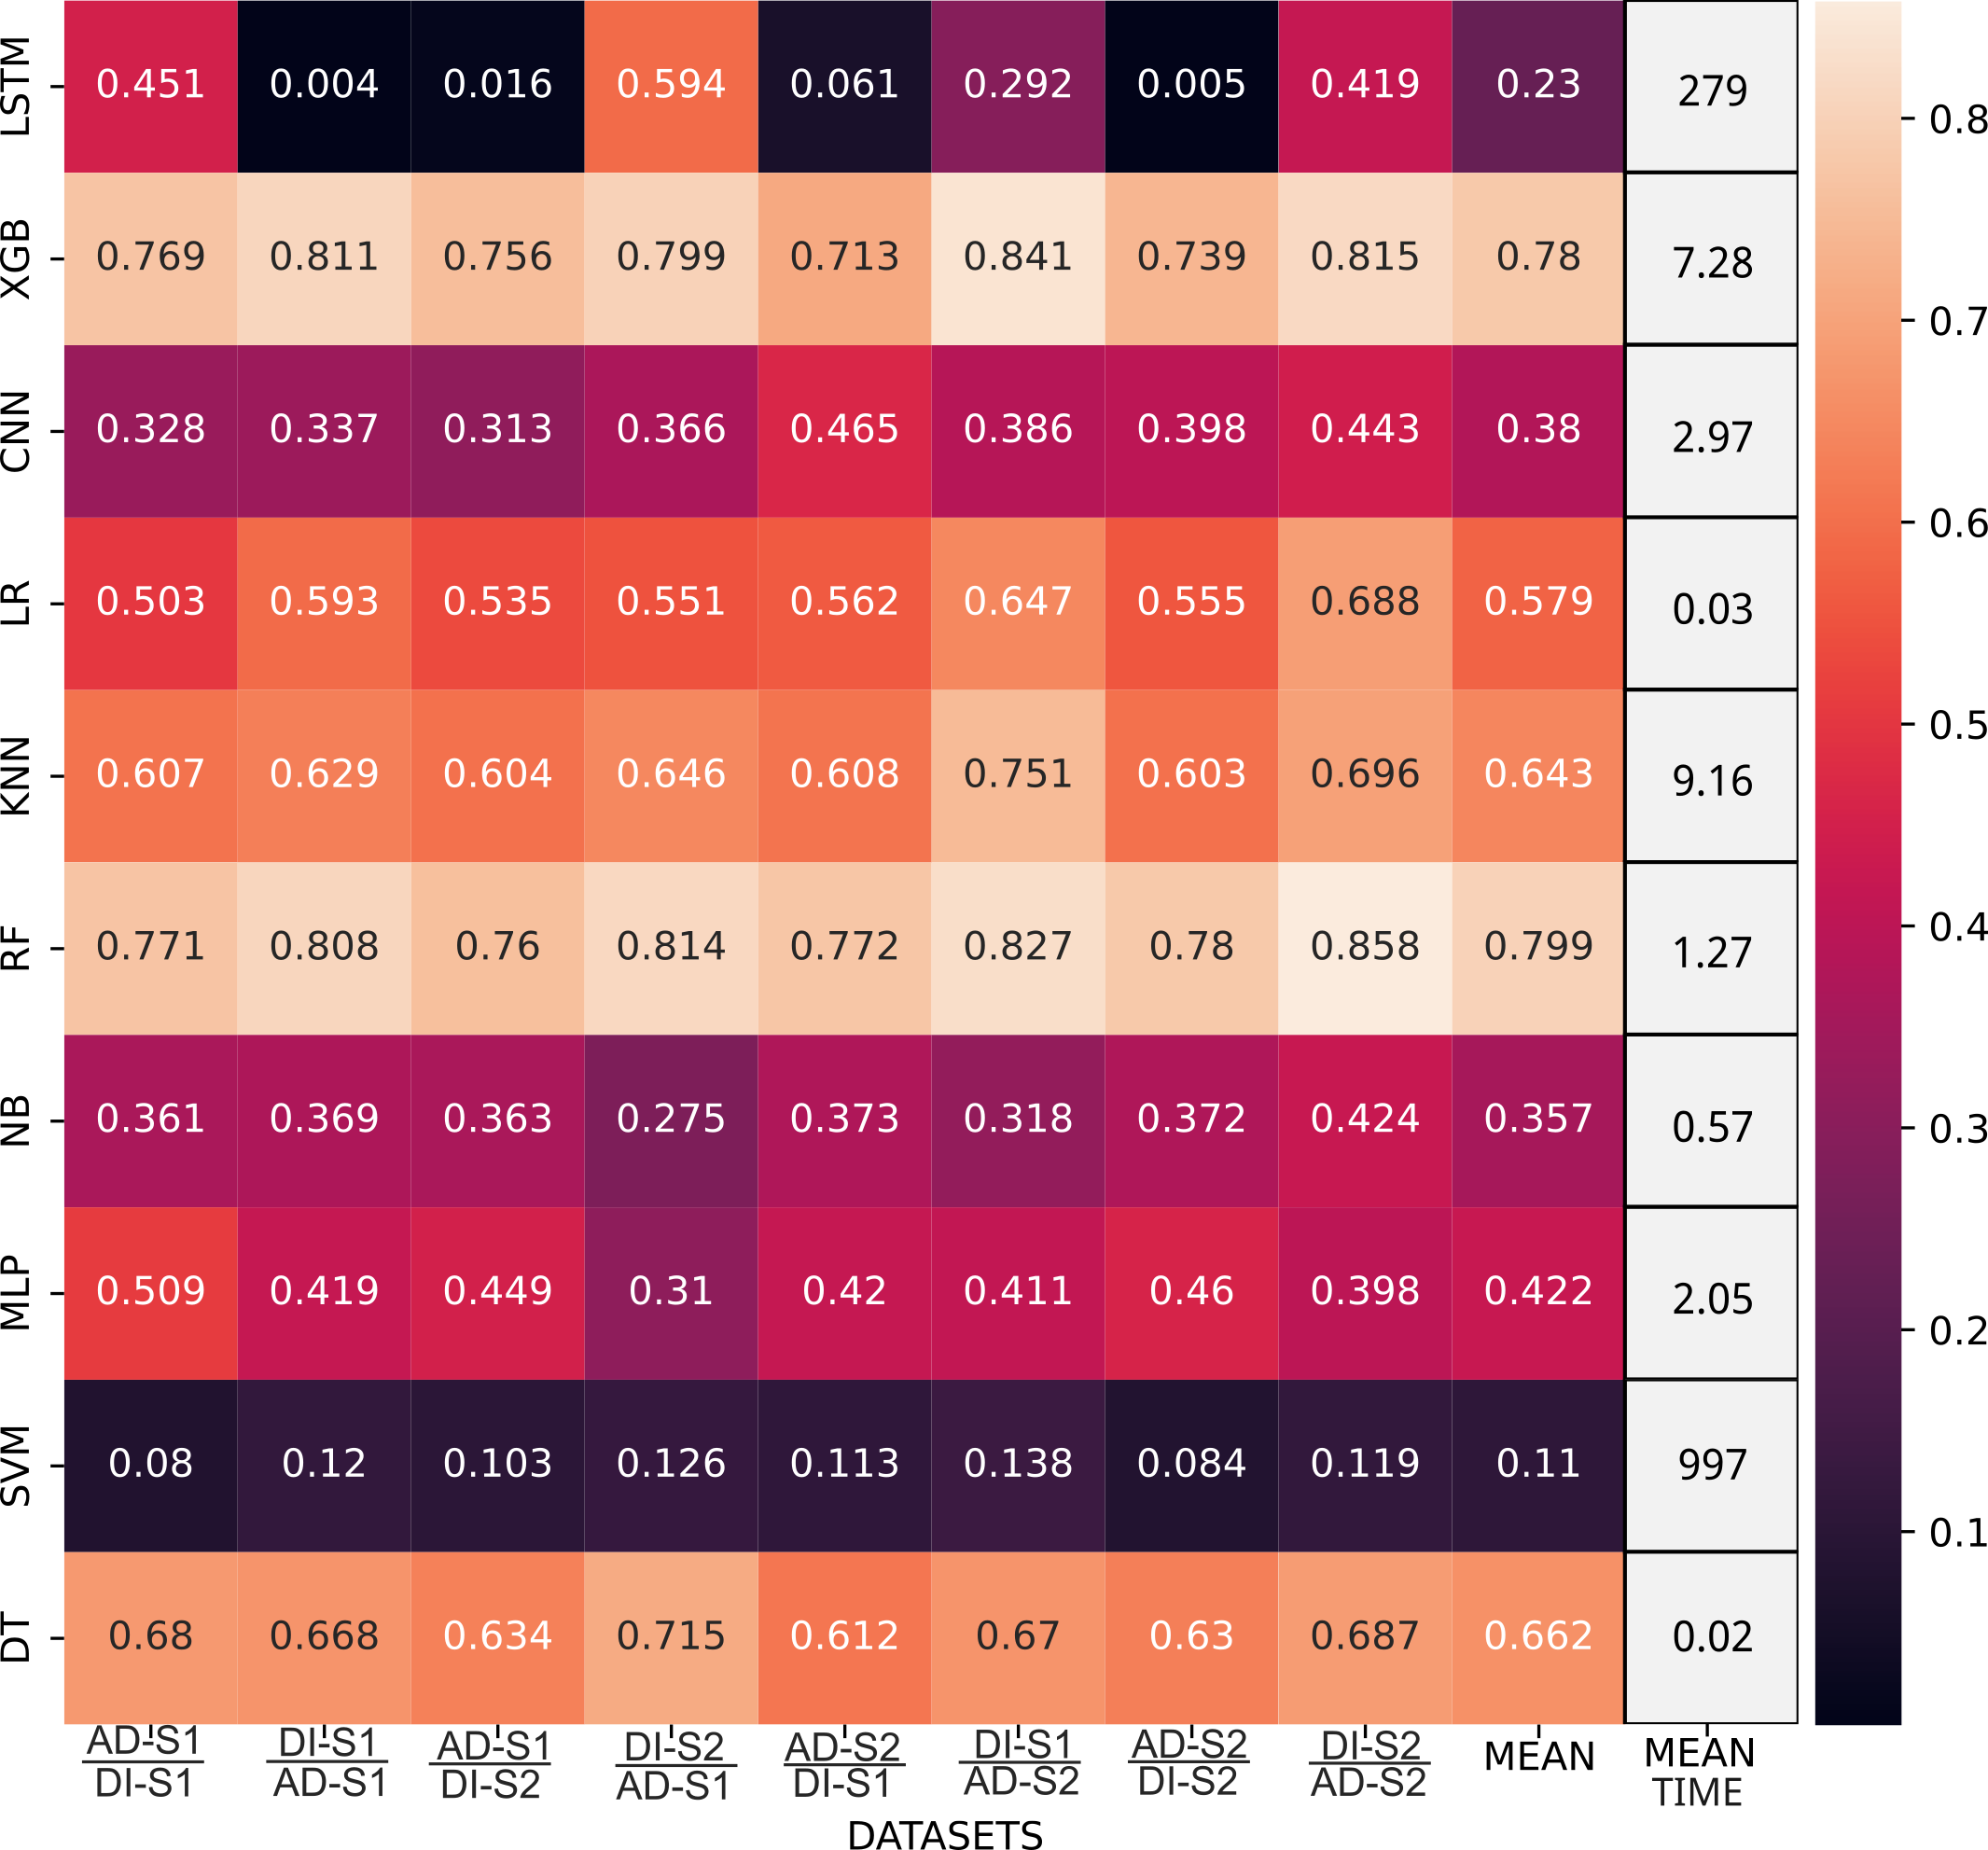 LSTM 0.451 0.004 0.016 0.594 0.061 0.292 0.005 0.419 0.23 279
XGB 0.769 0.811 0.756 0.799 0.713 0.841 0.739 0.815 0.78 7.28
CNN 0.328 0.337 0.313 0.366 0.465 0.386 0.398 0.443 0.38 2.97
LR 0.503 0.593 0.535 0.551 0.562 0.647 0.555 0.688 0.579 0.03
KNN 0.607 0.629 0.604 0.646 0.608 0.751 0.603 0.696 0.643 9.16
RF 0.771 0.808 0.76 0.814 0.772 0.827 0.78 0.858 0.799 1.27
NB 0.361 0.369 0.363 0.275 0.373 0.318 0.372 0.424 0.357 0.57
MLP 0.509 0.419 0.449 0.31 0.42 0.411 0.46 0.398 0.422 2.05
SVM 0.08 0.12 0.103 0.126 0.113 0.138 0.084 0.119 0.11 997
DT 0.68 0.668 0.634 0.715 0.612 0.67 0.63 0.687 0.662 0.02
AD-S1 DI-S1 AD-S1 DI-S2 AD-S2 DI-S1 AD-S2 DI-S2 MEAN MEAN
DI-S1 AD-S1 DI-S2 AD-S1 DI-S1 AD-S2 DI-S2 AD-S2 TIME
DATASETS
0.8
0.7
0.6
0.5
0.4
0.3
0.2
0.1